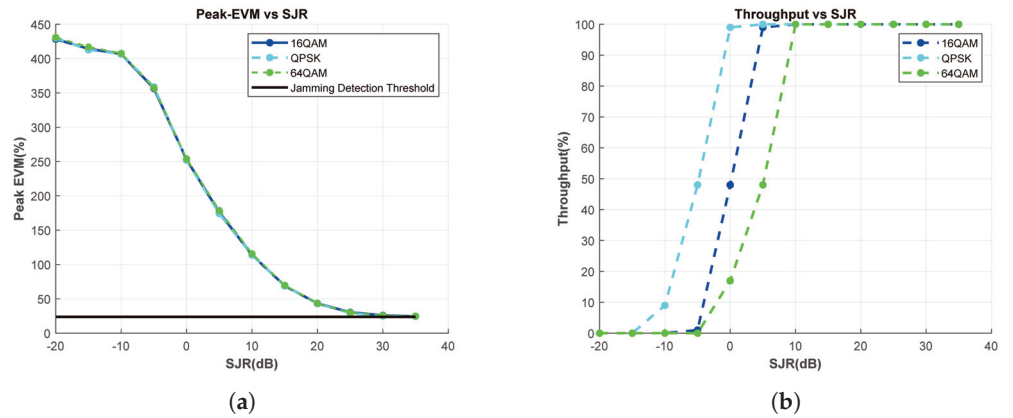 Peak-EVM vs SJR
450
400
350
300
250
200
150
100
50
0
Peak EVM(%)
-20
-10
0
10
20
30
40
SJR(dB)
16QAM
QPSK
64QAM
Jamming Detection Threshold
(a)
Throughput vs SJR
100
90
80
70
60
50
40
30
20
10
0
Throughput(%)
-20
-10
0
10
20
30
40
SJR(dB)
16QAM
QPSK
64QAM
(b)